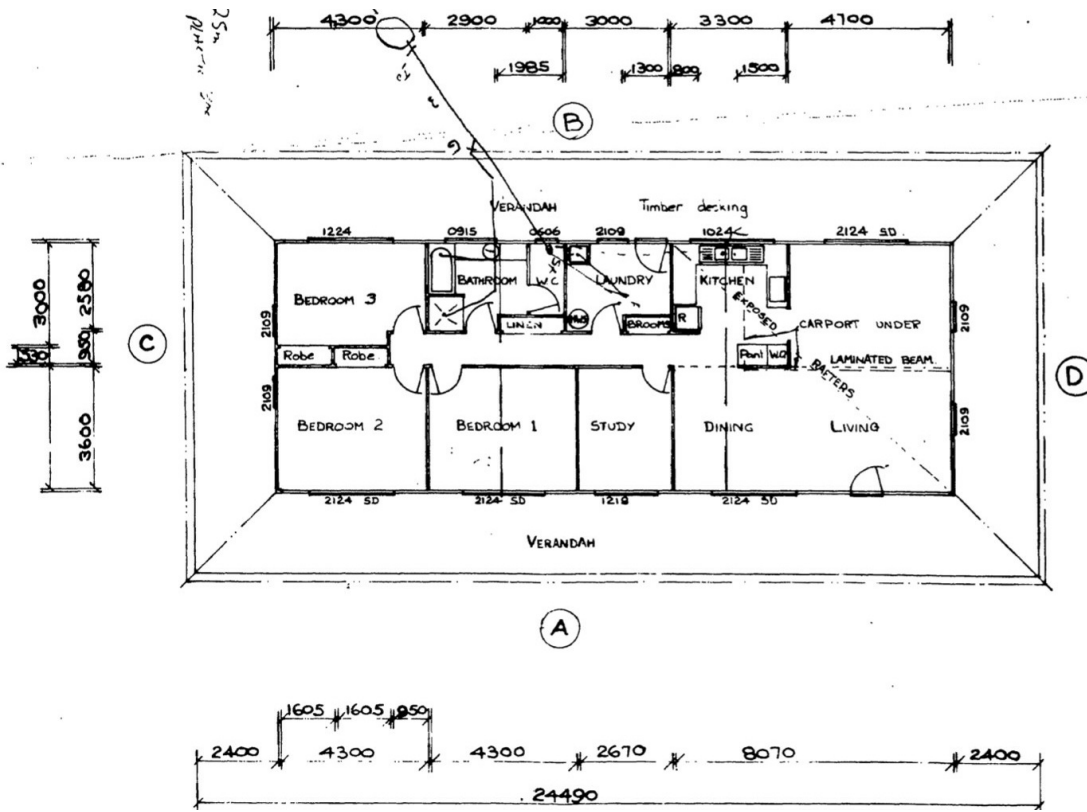 4300 2900 1000 3000 3300 4700
1985 1300 800 1500
B
G
VERANDAH Timber decking
1224 0915 0606 2109 1024C 2124 SD
3000 2580 950 530 3600
2109 2109
BEDROOM 3 BATHROOM W.C LAUNDRY KITCHEN
LINEN BROOMS R EXPOSED
C CARPORT UNDER
Robe Robe Pant W.O LAMINATED BEAM
RAFTERS
D
2109 2109
BEDROOM 2 BEDROOM 1 STUDY DINING LIVING
2124 SD 2124 SD 1218 2124 SD
VERANDAH
A
1605 1605 950
2400 4300 4300 2670 8070 2400
24490